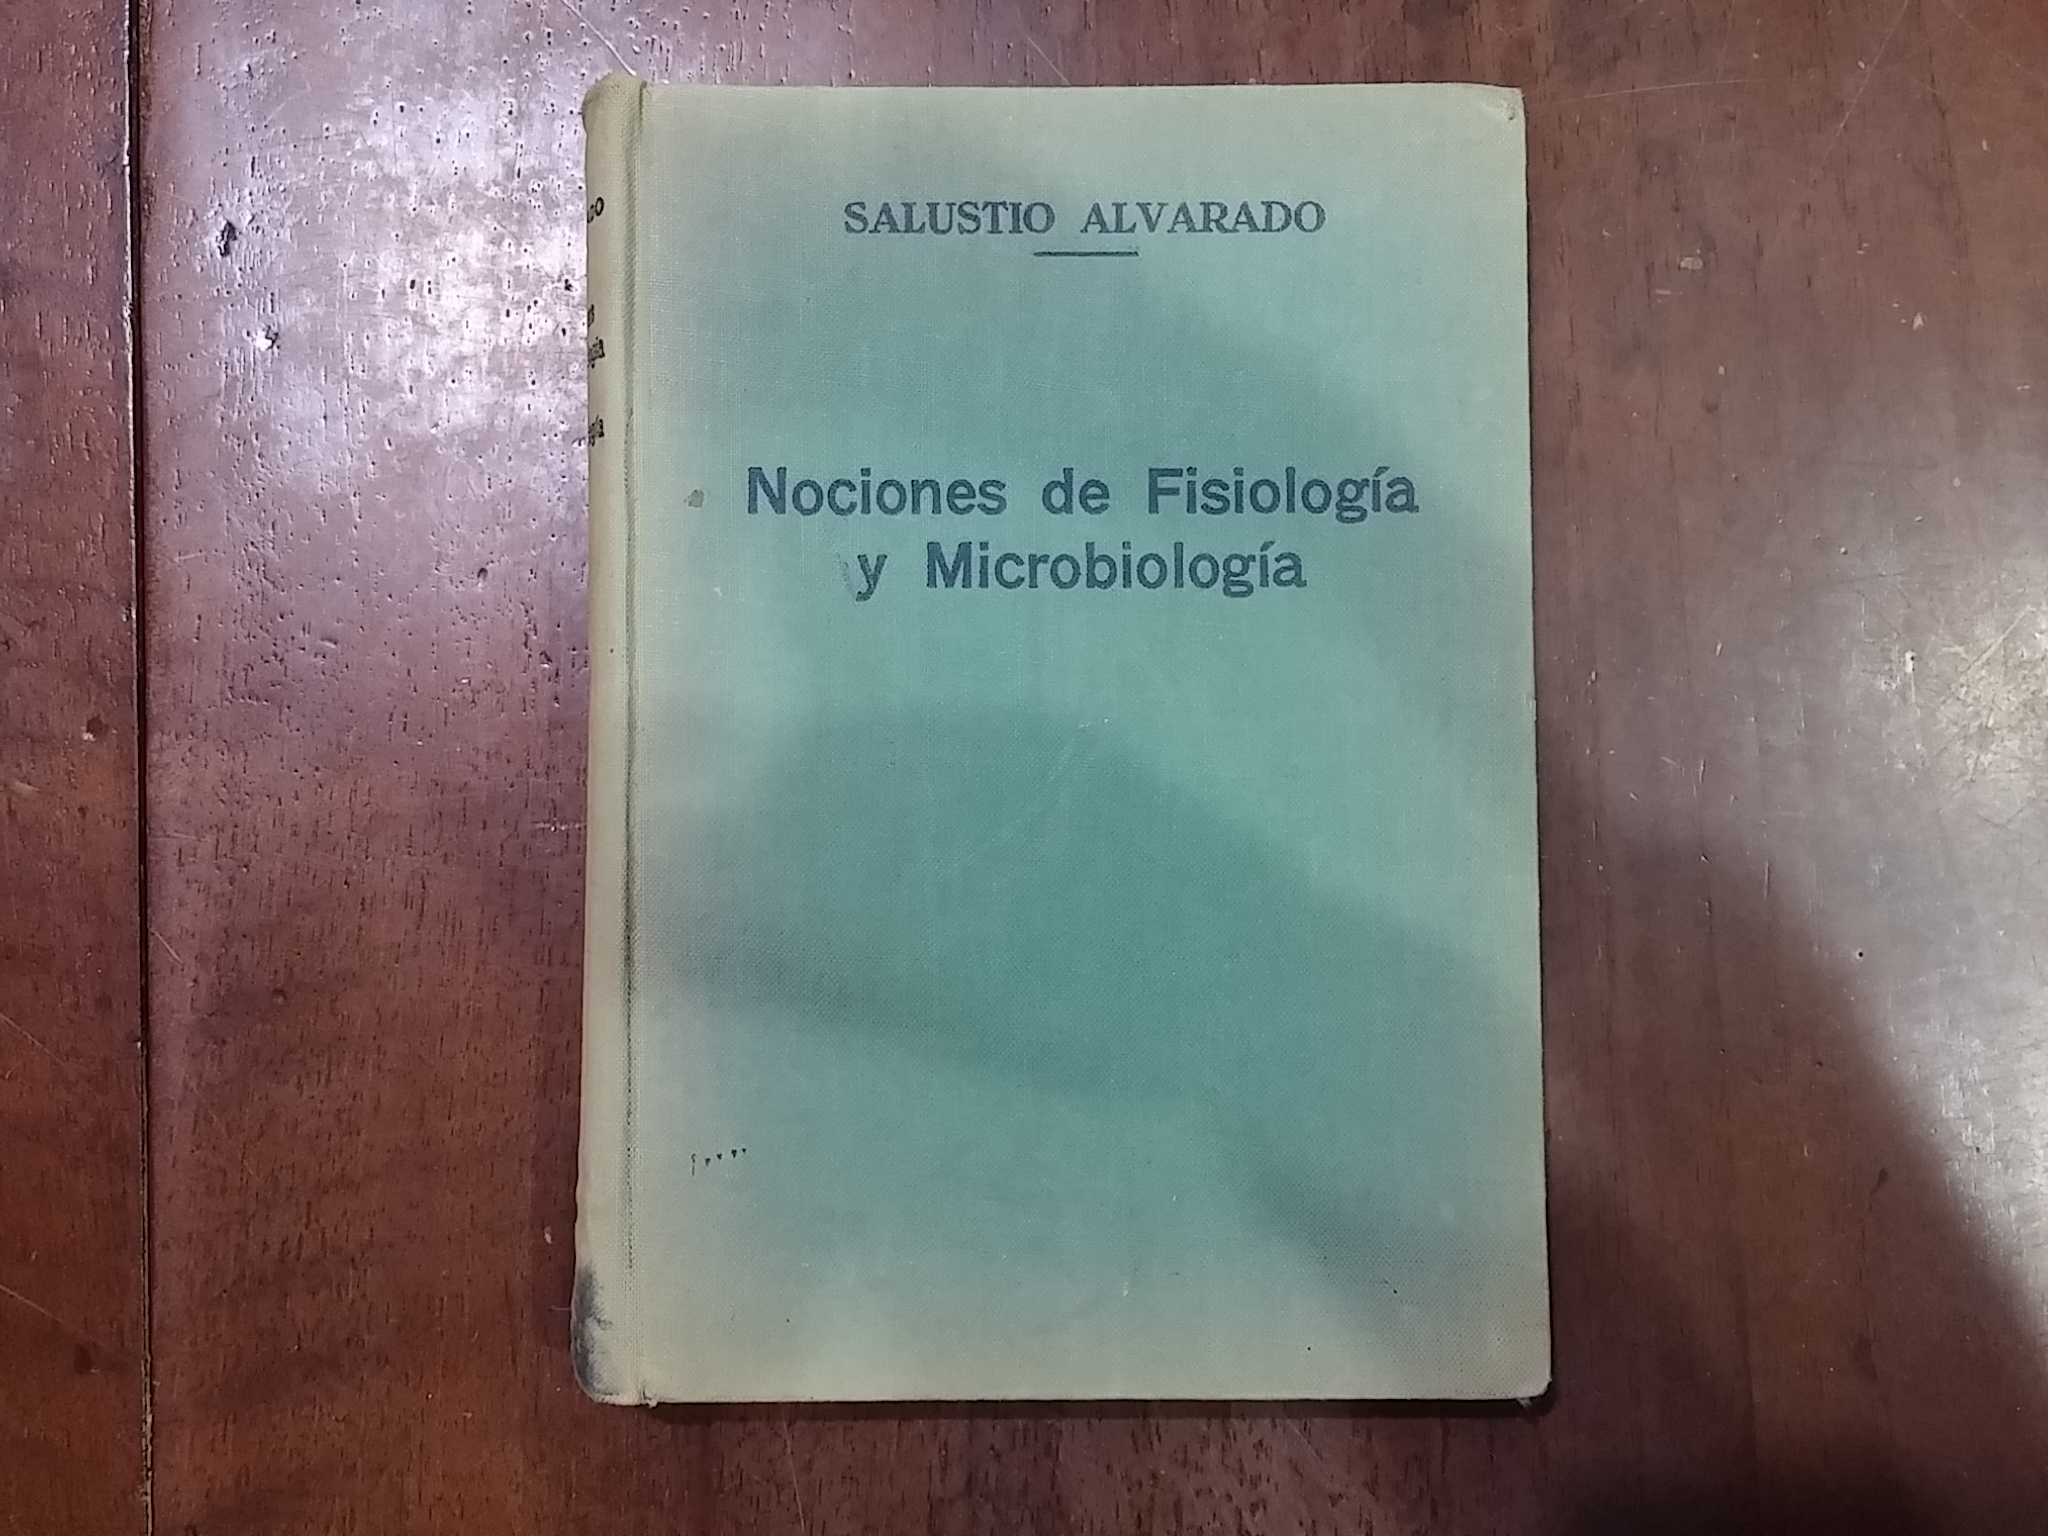 SALUSTIO ALVARADO
Nociones de Fisiología
y Microbiología